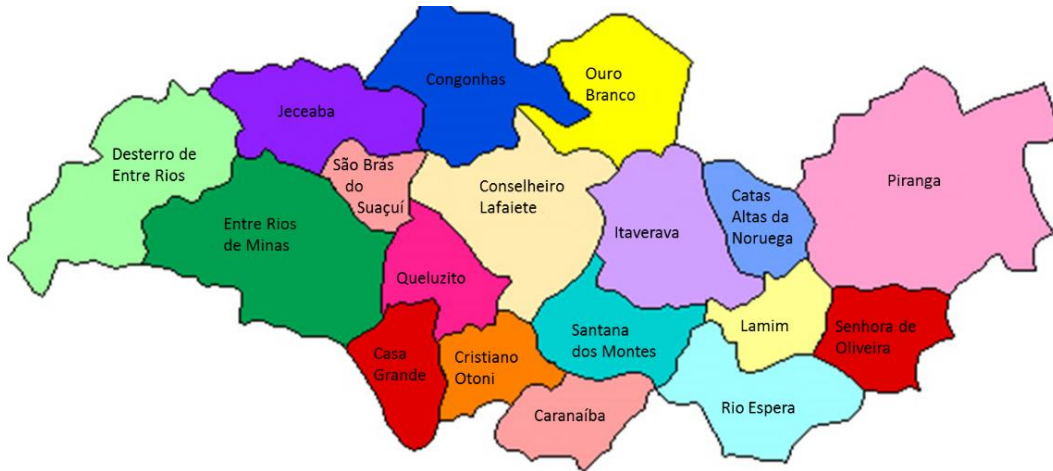 Congonhas
Ouro
Branco
Jeceaba
Desterro de
Entre Rios
São Brás
do
Suaçuí
Conselheiro
Lafaiete
Catas
Altas da
Noruega
Piranga
Entre Rios
de Minas
Itaverava
Queluzito
Santana
dos Montes
Lamim
Senhora de
Oliveira
Casa
Grande
Cristiano
Otoni
Caranaíba
Rio Espera